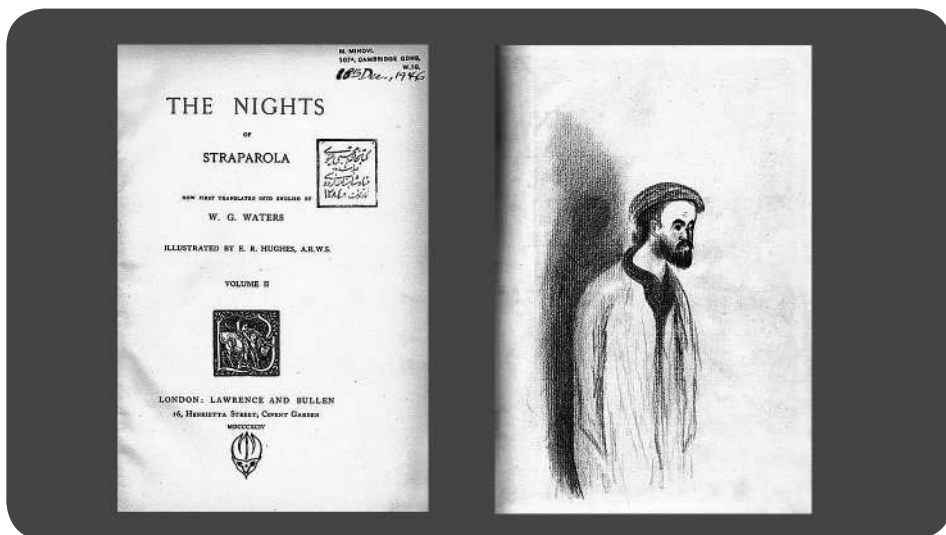 M. MINOVI.
107A, CAMBRIDGE GDNS,
W.10.
18th Dec., 1946
THE NIGHTS
OF
STRAPAROLA
NOW FIRST TRANSLATED INTO ENGLISH BY
W. G. WATERS
ILLUSTRATED BY E. R. HUGHES, A.R.W.S.
VOLUME II
LONDON: LAWRENCE AND BULLEN
16, HENRIETTA STREET, COVENT GARDEN
MDCCCXCIV